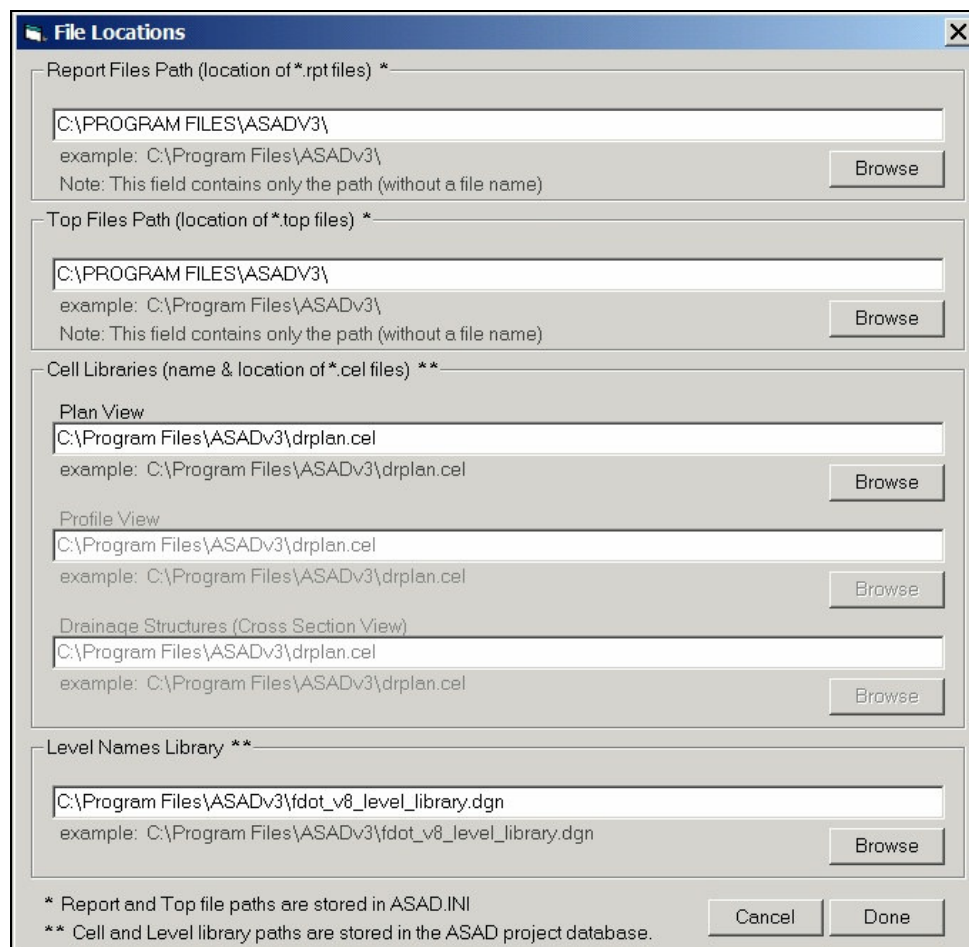 File Locations
Report Files Path (location of *.rpt files) *
C:\PROGRAM FILES\ASADV3\
example: C:\Program Files\ASADv3\
Note: This field contains only the path (without a file name)
Browse
Top Files Path (location of *.top files) *
C:\PROGRAM FILES\ASADV3\
example: C:\Program Files\ASADv3\
Note: This field contains only the path (without a file name)
Browse
Cell Libraries (name & location of *.cel files) **
Plan View
C:\Program Files\ASADv3\drplan.cel
example: C:\Program Files\ASADv3\drplan.cel
Browse
Profile View
C:\Program Files\ASADv3\drplan.cel
example: C:\Program Files\ASADv3\drplan.cel
Browse
Drainage Structures (Cross Section View)
C:\Program Files\ASADv3\drplan.cel
example: C:\Program Files\ASADv3\drplan.cel
Browse
Level Names Library **
C:\Program Files\ASADv3\fdot_v8_level_library.dgn
example: C:\Program Files\ASADv3\fdot_v8_level_library.dgn
Browse
* Report and Top file paths are stored in ASAD.INI
** Cell and Level library paths are stored in the ASAD project database.
Cancel
Done